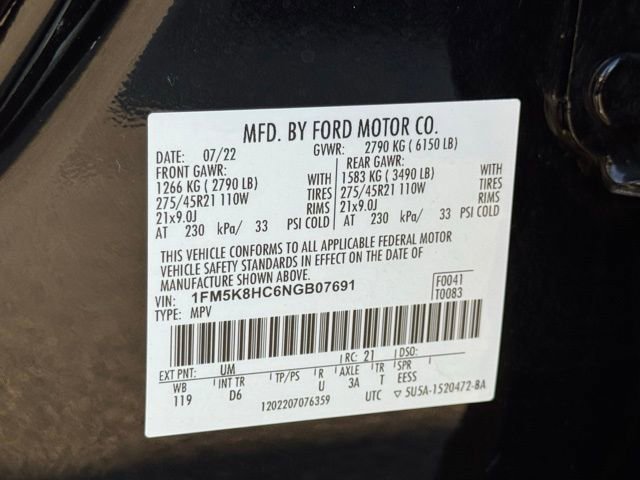 MFD. BY FORD MOTOR CO.
DATE: 07/22 GVWR: 2790 KG ( 6150 LB)
FRONT GAWR: REAR GAWR:
1266 KG ( 2790 LB) WITH 1583 KG ( 3490 LB) WITH
275/45R21 110W TIRES 275/45R21 110W TIRES
21x9.0J RIMS 21x9.0J RIMS
AT 230 kPa/ 33 PSI COLD AT 230 kPa/ 33 PSI COLD
THIS VEHICLE CONFORMS TO ALL APPLICABLE FEDERAL MOTOR
VEHICLE SAFETY STANDARDS IN EFFECT ON THE DATE OF
MANUFACTURE SHOWN ABOVE.
VIN: 1FM5K8HC6NGB07691 F0041
TYPE: MPV T0083
EXT PNT: UM RC: 21 DSO:
WB INT TR TP/PS R AXLE TR SPR
119 D6 U 3A T EESS
1202207076359 UTC ▽ 5U5A-1520472-BA